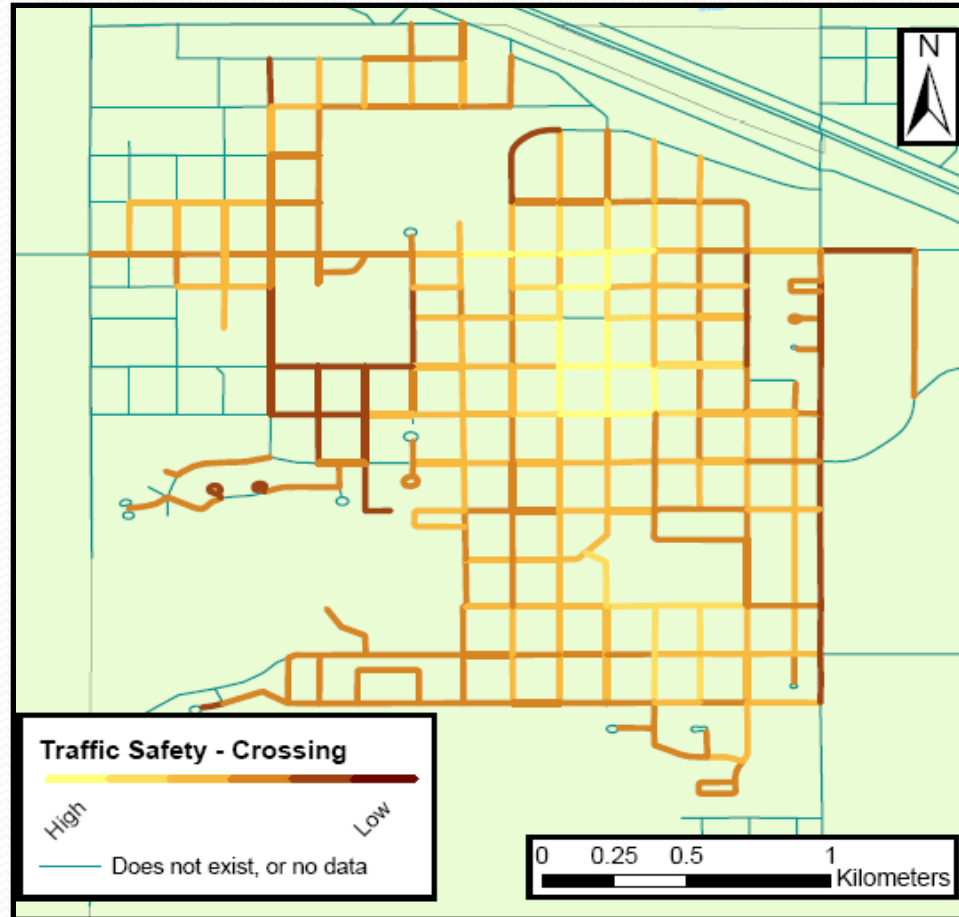 N
Traffic Safety - Crossing
High
Low
Does not exist, or no data
0 0.25 0.5 1
Kilometers